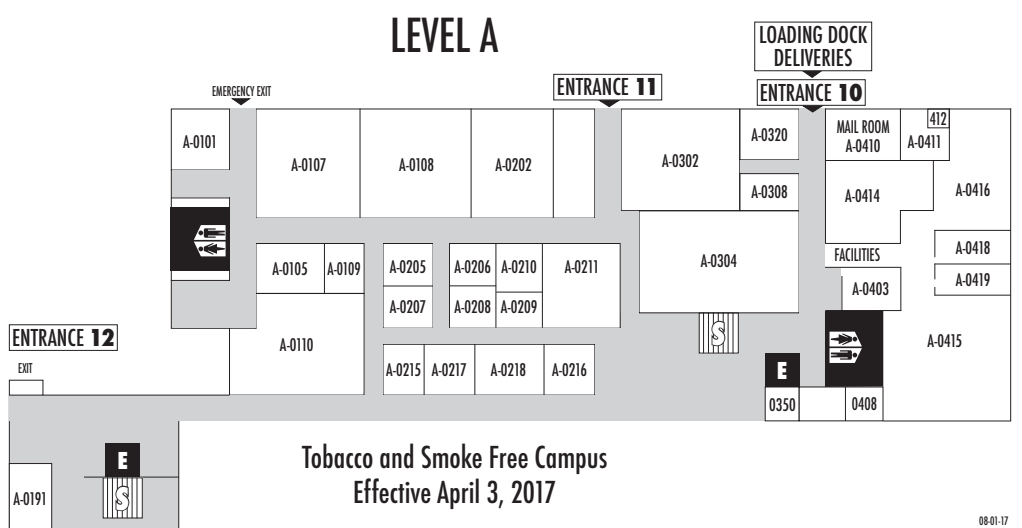 LEVEL A
LOADING DOCK
DELIVERIES
EMERGENCY EXIT
ENTRANCE 11
ENTRANCE 10
A-0101
A-0107
A-0108
A-0202
A-0302
A-0320
MAIL ROOM
A-0410
412
A-0411
A-0308
A-0414
A-0416
A-0105
A-0109
A-0205
A-0206
A-0210
A-0211
A-0304
FACILITIES
A-0418
A-0419
A-0207
A-0208
A-0209
A-0403
ENTRANCE 12
EXIT
A-0110
S
A-0415
A-0215
A-0217
A-0218
A-0216
E
0350
0408
E
S
A-0191
Tobacco and Smoke Free Campus
Effective April 3, 2017
08-01-17